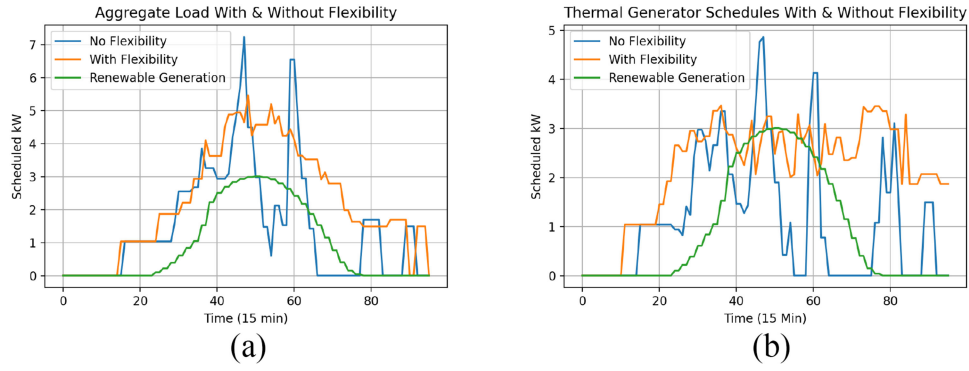 Aggregate Load With & Without Flexibility
No Flexibility
With Flexibility
Renewable Generation
Scheduled kW
7
6
5
4
3
2
1
0
0 20 40 60 80
Time (15 min)
(a)
Thermal Generator Schedules With & Without Flexibility
No Flexibility
With Flexibility
Renewable Generation
Scheduled kW
5
4
3
2
1
0
0 20 40 60 80
Time (15 Min)
(b)